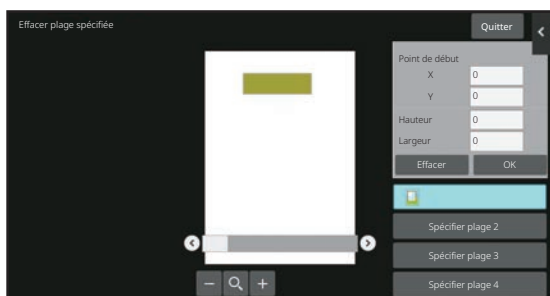 Effacer plage spécifiée
Quitter
Point de début
X 0
Y 0
Hauteur 0
Largeur 0
Effacer OK
Spécifier plage 2
Spécifier plage 3
Spécifier plage 4